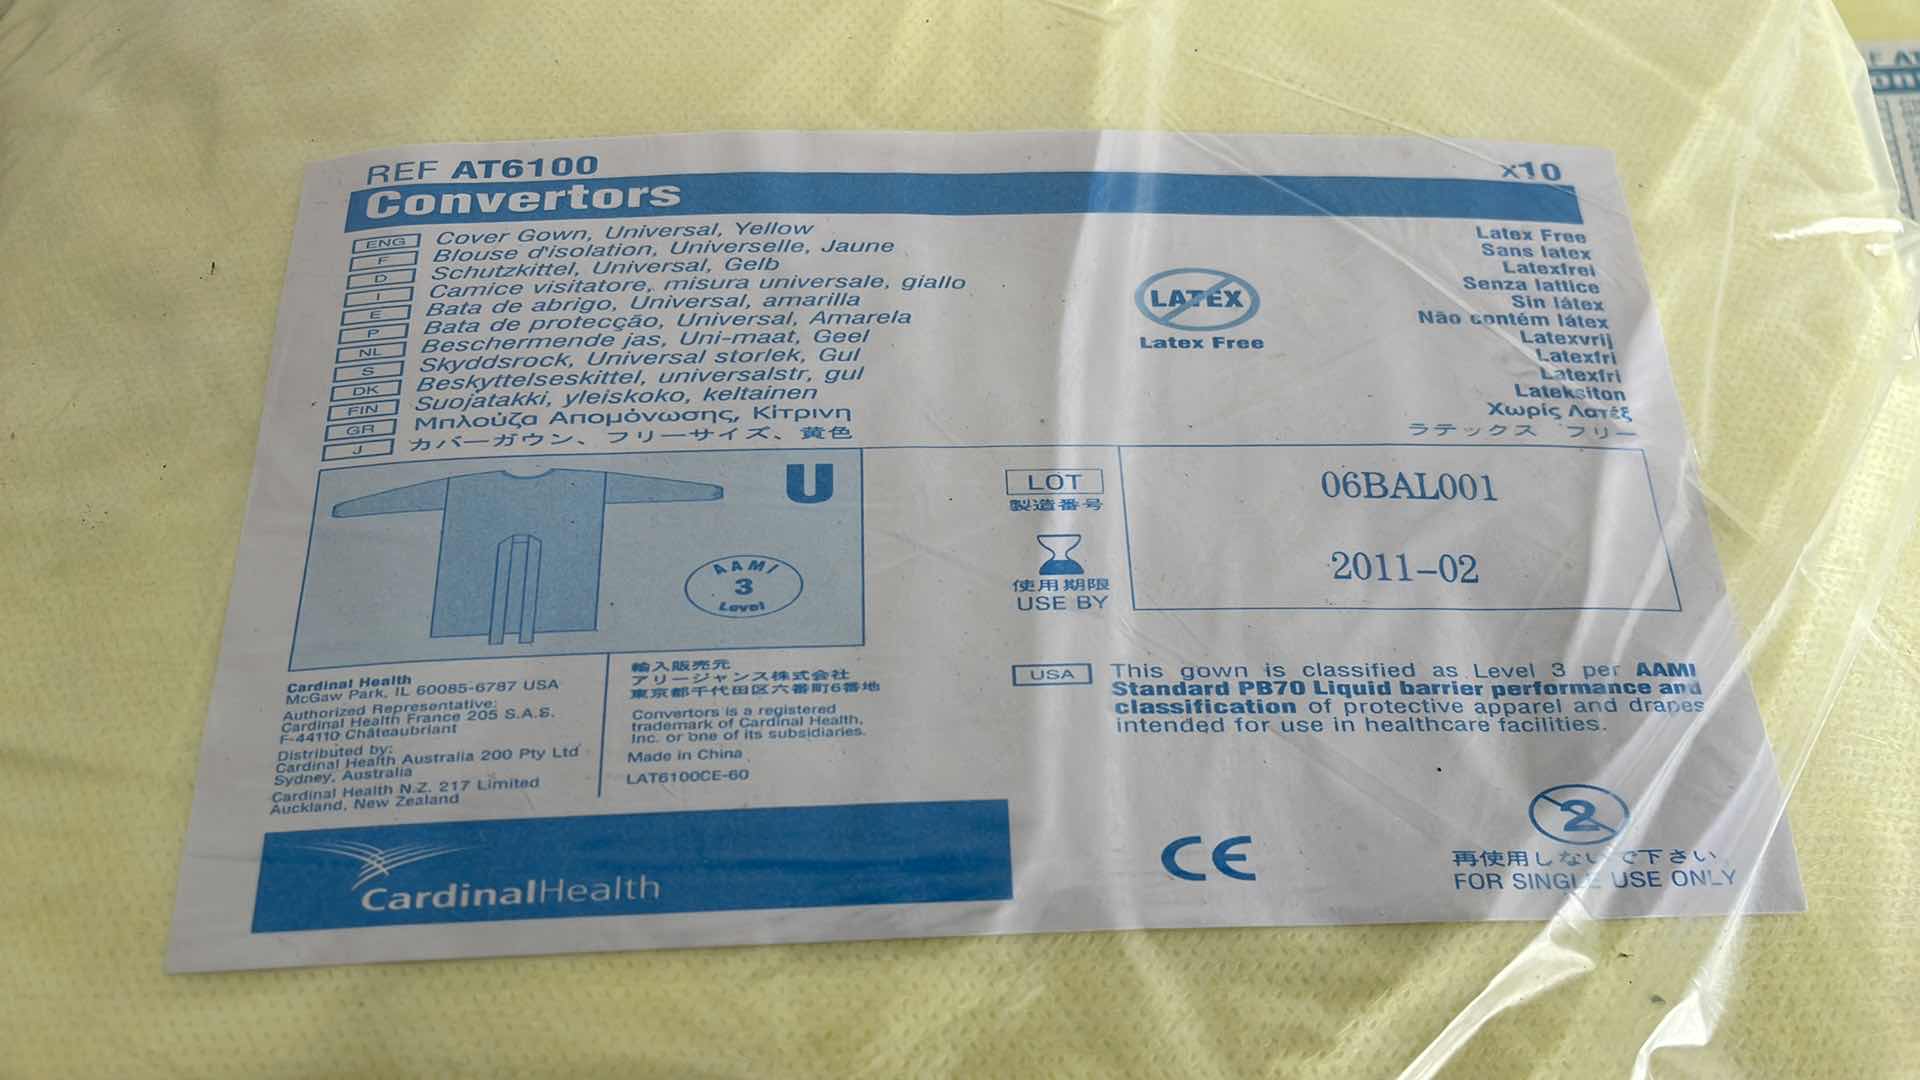 REF AT6100
x10
Convertors
ENG Cover Gown, Universal, Yellow
F Blouse d'isolation, Universelle, Jaune
D Schutzkittel, Universal, Gelb
I Camice visitatore, misura universale, giallo
E Bata de abrigo, Universal, amarilla
P Bata de protecção, Universal, Amarela
NL Beschermende jas, Uni-maat, Geel
S Skyddsrock, Universal storlek, Gul
DK Beskyttelseskittel, universalstr, gul
FIN Suojatakki, yleiskoko, keltainen
GR Μπλούζα Απομόνωσης, Κίτρινη
J カバーガウン、フリーサイズ、黄色
LATEX
Latex Free
Latex Free
Sans latex
Latexfrei
Senza lattice
Sin látex
Não contém látex
Latexvrij
Latexfri
Latexfri
Lateksiton
Χωρίς Λατέξ
ラテックス フリー
U
AAMI
3
Level
LOT
製造番号
06BAL001
使用期限
USE BY
2011-02
Cardinal Health
McGaw Park, IL 60085-6787 USA
Authorized Representative:
Cardinal Health France 205 S.A.S.
F-44110 Châteaubriant
Distributed by:
Cardinal Health Australia 200 Pty Ltd
Sydney, Australia
Cardinal Health N.Z. 217 Limited
Auckland, New Zealand
輸入販売元
アリージャンス株式会社
東京都千代田区六番町6番地
Convertors is a registered
trademark of Cardinal Health,
Inc. or one of its subsidiaries.
Made in China
LAT6100CE-60
USA
This gown is classified as Level 3 per AAMI
Standard PB70 Liquid barrier performance and
classification of protective apparel and drapes
intended for use in healthcare facilities.
CardinalHealth
CE
2
再使用しないで下さい
FOR SINGLE USE ONLY